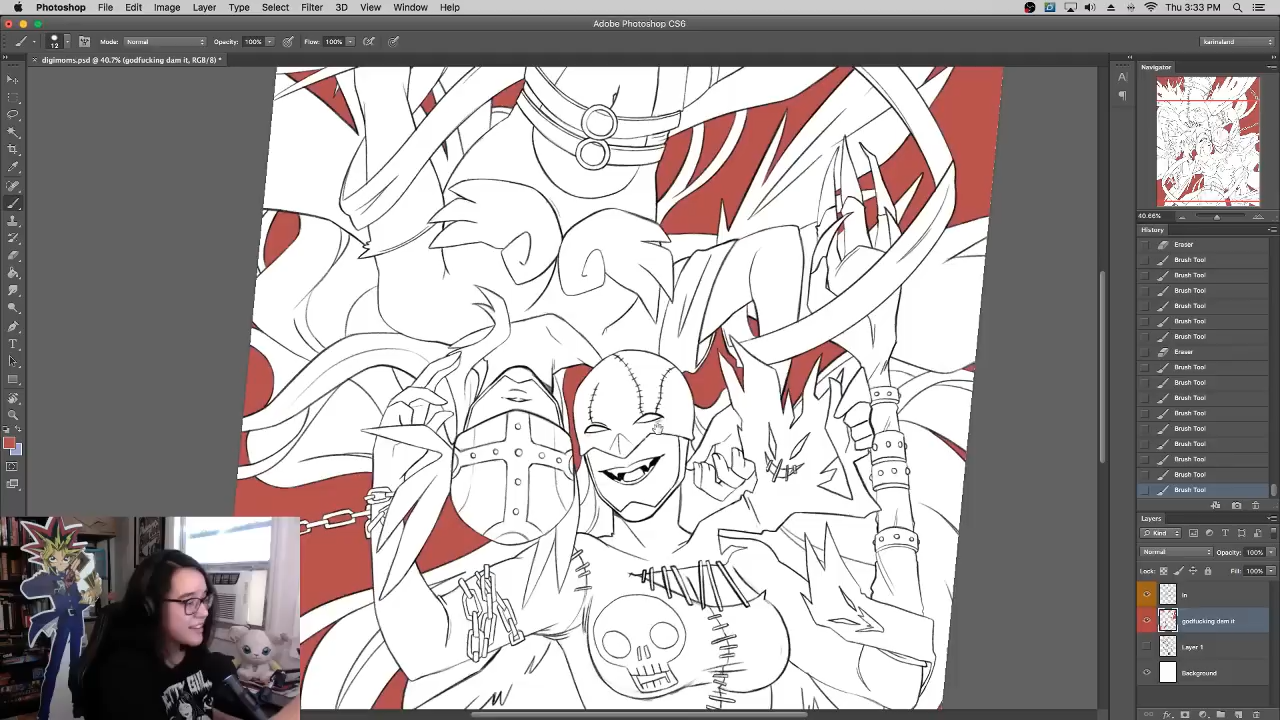 Photoshop File Edit Image Layer Type Select Filter 3D View Window Help
Thu 3:33 PM
Adobe Photoshop CS6
12
Mode: Normal
Opacity: 100%
Flow: 100%
karinaland
digimoms.psd @ 40.7% (godfucking dam it, RGB/8) *
Navigator
40.66%
History
Eraser
Brush Tool
Brush Tool
Brush Tool
Brush Tool
Brush Tool
Brush Tool
Eraser
Brush Tool
Brush Tool
Brush Tool
Brush Tool
Brush Tool
Brush Tool
Brush Tool
Brush Tool
Brush Tool
Layers
Kind
Normal
Opacity: 100%
Lock:
Fill: 100%
godfucking dam it
Layer 1
Background